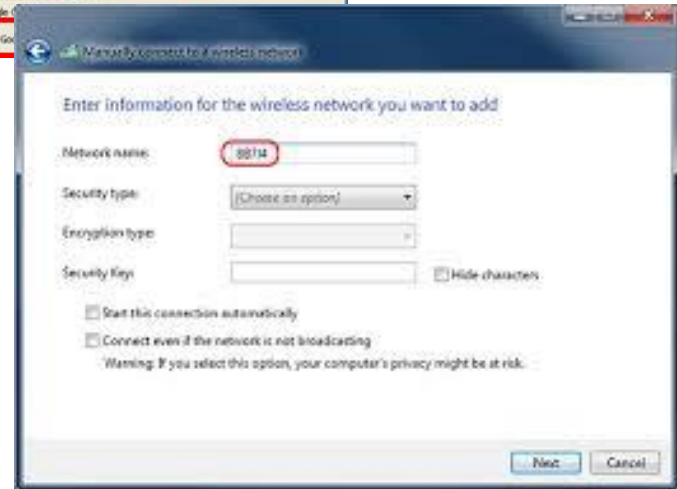 Manually connect to a wireless network
Enter information for the wireless network you want to add
Network name:
Security type:
[Choose an option]
Encryption type:
Security Key:
Hide characters
Start this connection automatically
Connect even if the network is not broadcasting
Warning: If you select this option, your computer's privacy might be at risk.
Next
Cancel